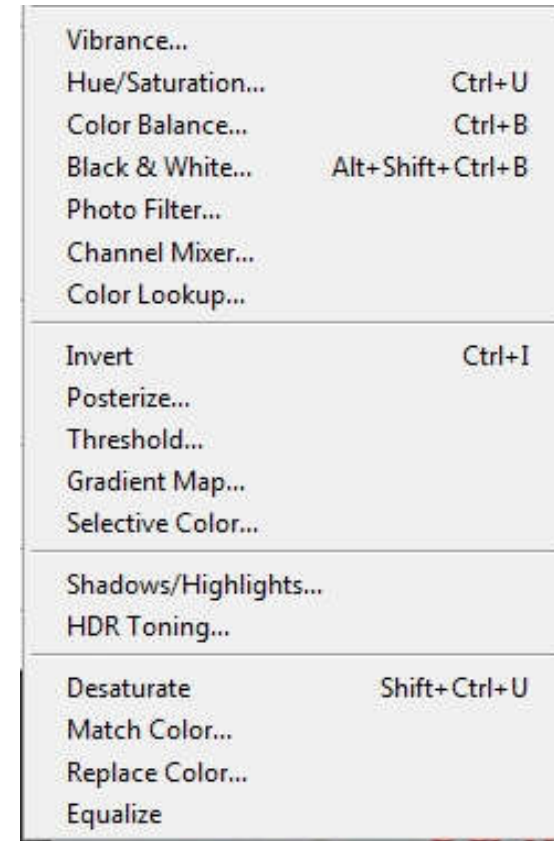 Vibrance...
Hue/Saturation... Ctrl+U
Color Balance... Ctrl+B
Black & White... Alt+Shift+Ctrl+B
Photo Filter...
Channel Mixer...
Color Lookup...
Invert Ctrl+I
Posterize...
Threshold...
Gradient Map...
Selective Color...
Shadows/Highlights...
HDR Toning...
Desaturate Shift+Ctrl+U
Match Color...
Replace Color...
Equalize